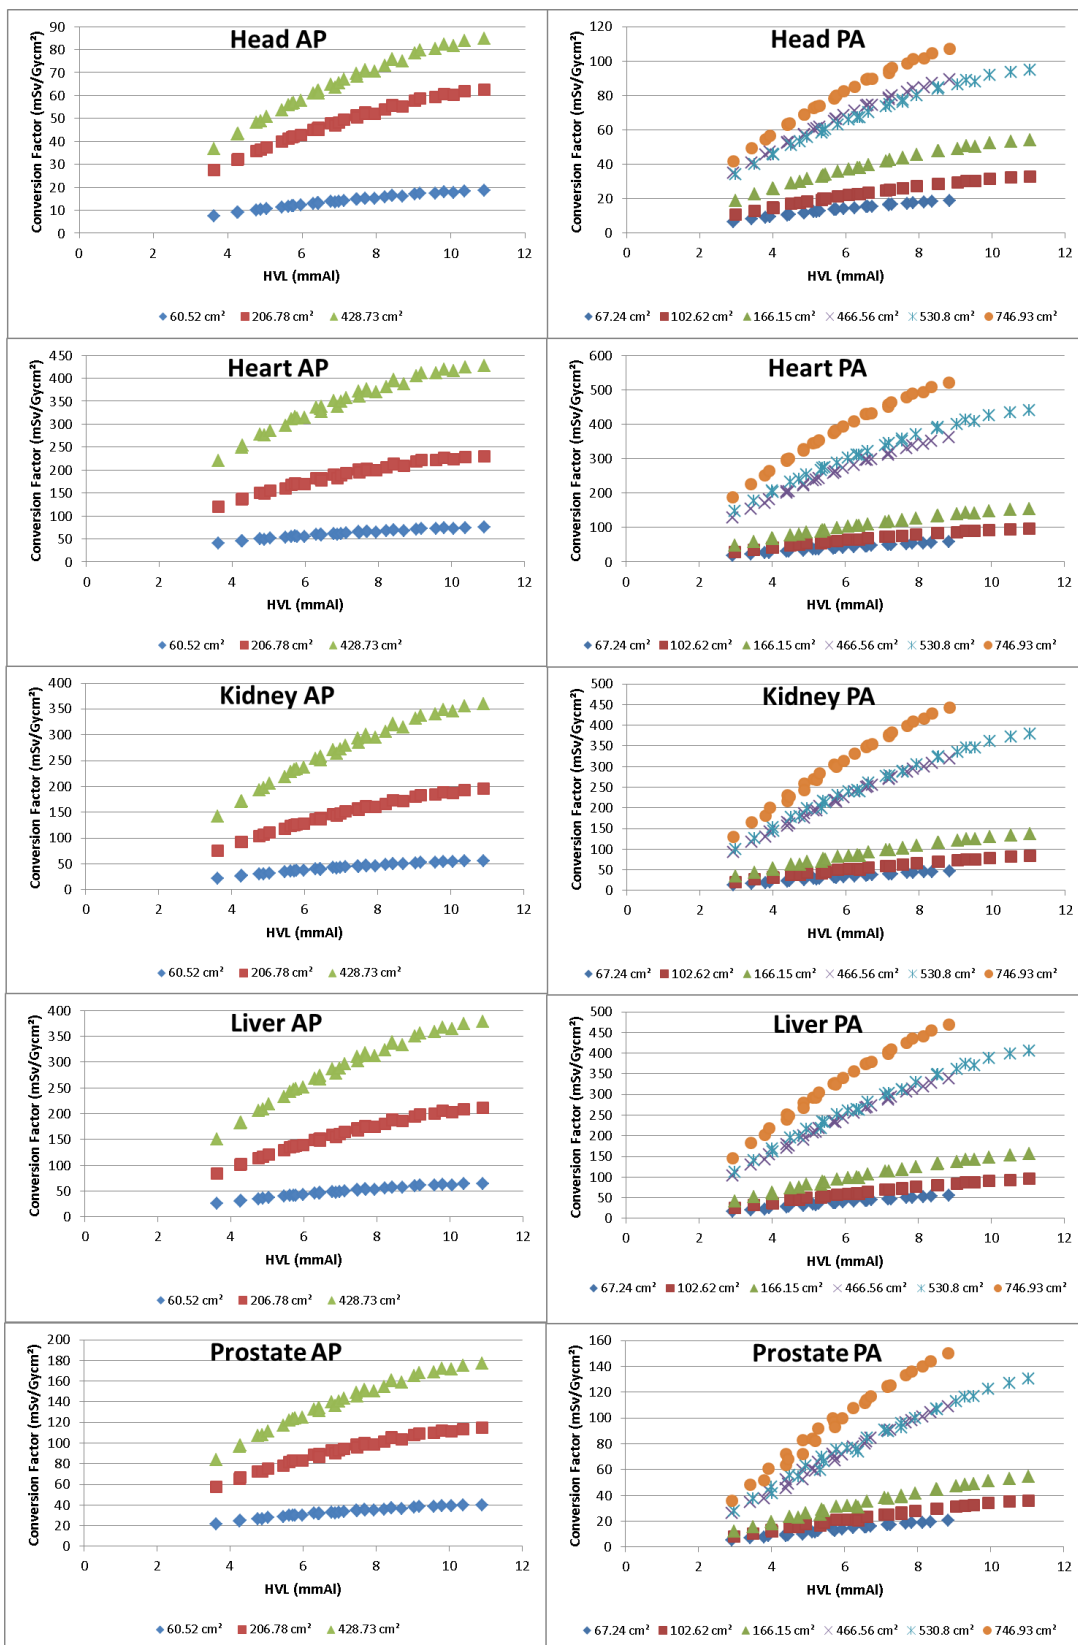 Head AP
Conversion Factor (mSv/Gycm²)
90
80
70
60
50
40
30
20
10
0
0 2 4 6 8 10 12
HVL (mmAl)
60.52 cm² 206.78 cm² 428.73 cm²
Head PA
Conversion Factor (mSv/Gycm²)
120
100
80
60
40
20
0
0 2 4 6 8 10 12
HVL (mmAl)
67.24 cm² 102.62 cm² 166.15 cm² 466.56 cm² 530.8 cm² 746.93 cm²
Heart AP
Conversion Factor (mSv/Gycm²)
450
400
350
300
250
200
150
100
50
0
0 2 4 6 8 10 12
HVL (mmAl)
60.52 cm² 206.78 cm² 428.73 cm²
Heart PA
Conversion Factor (mSv/Gycm²)
600
500
400
300
200
100
0
0 2 4 6 8 10 12
HVL (mmAl)
67.24 cm² 102.62 cm² 166.15 cm² 466.56 cm² 530.8 cm² 746.93 cm²
Kidney AP
Conversion Factor (mSv/Gycm²)
400
350
300
250
200
150
100
50
0
0 2 4 6 8 10 12
HVL (mmAl)
60.52 cm² 206.78 cm² 428.73 cm²
Kidney PA
Conversion Factor (mSv/Gycm²)
500
450
400
350
300
250
200
150
100
50
0
0 2 4 6 8 10 12
HVL (mmAl)
67.24 cm² 102.62 cm² 166.15 cm² 466.56 cm² 530.8 cm² 746.93 cm²
Liver AP
Conversion Factor (mSv/Gycm²)
400
350
300
250
200
150
100
50
0
0 2 4 6 8 10 12
HVL (mmAl)
60.52 cm² 206.78 cm² 428.73 cm²
Liver PA
Conversion Factor (mSv/Gycm²)
500
450
400
350
300
250
200
150
100
50
0
0 2 4 6 8 10 12
HVL (mmAl)
67.24 cm² 102.62 cm² 166.15 cm² 466.56 cm² 530.8 cm² 746.93 cm²
Prostate AP
Conversion Factor (mSv/Gycm²)
200
180
160
140
120
100
80
60
40
20
0
0 2 4 6 8 10 12
HVL (mmAl)
60.52 cm² 206.78 cm² 428.73 cm²
Prostate PA
Conversion Factor (mSv/Gycm²)
160
140
120
100
80
60
40
20
0
0 2 4 6 8 10 12
HVL (mmAl)
67.24 cm² 102.62 cm² 166.15 cm² 466.56 cm² 530.8 cm² 746.93 cm²